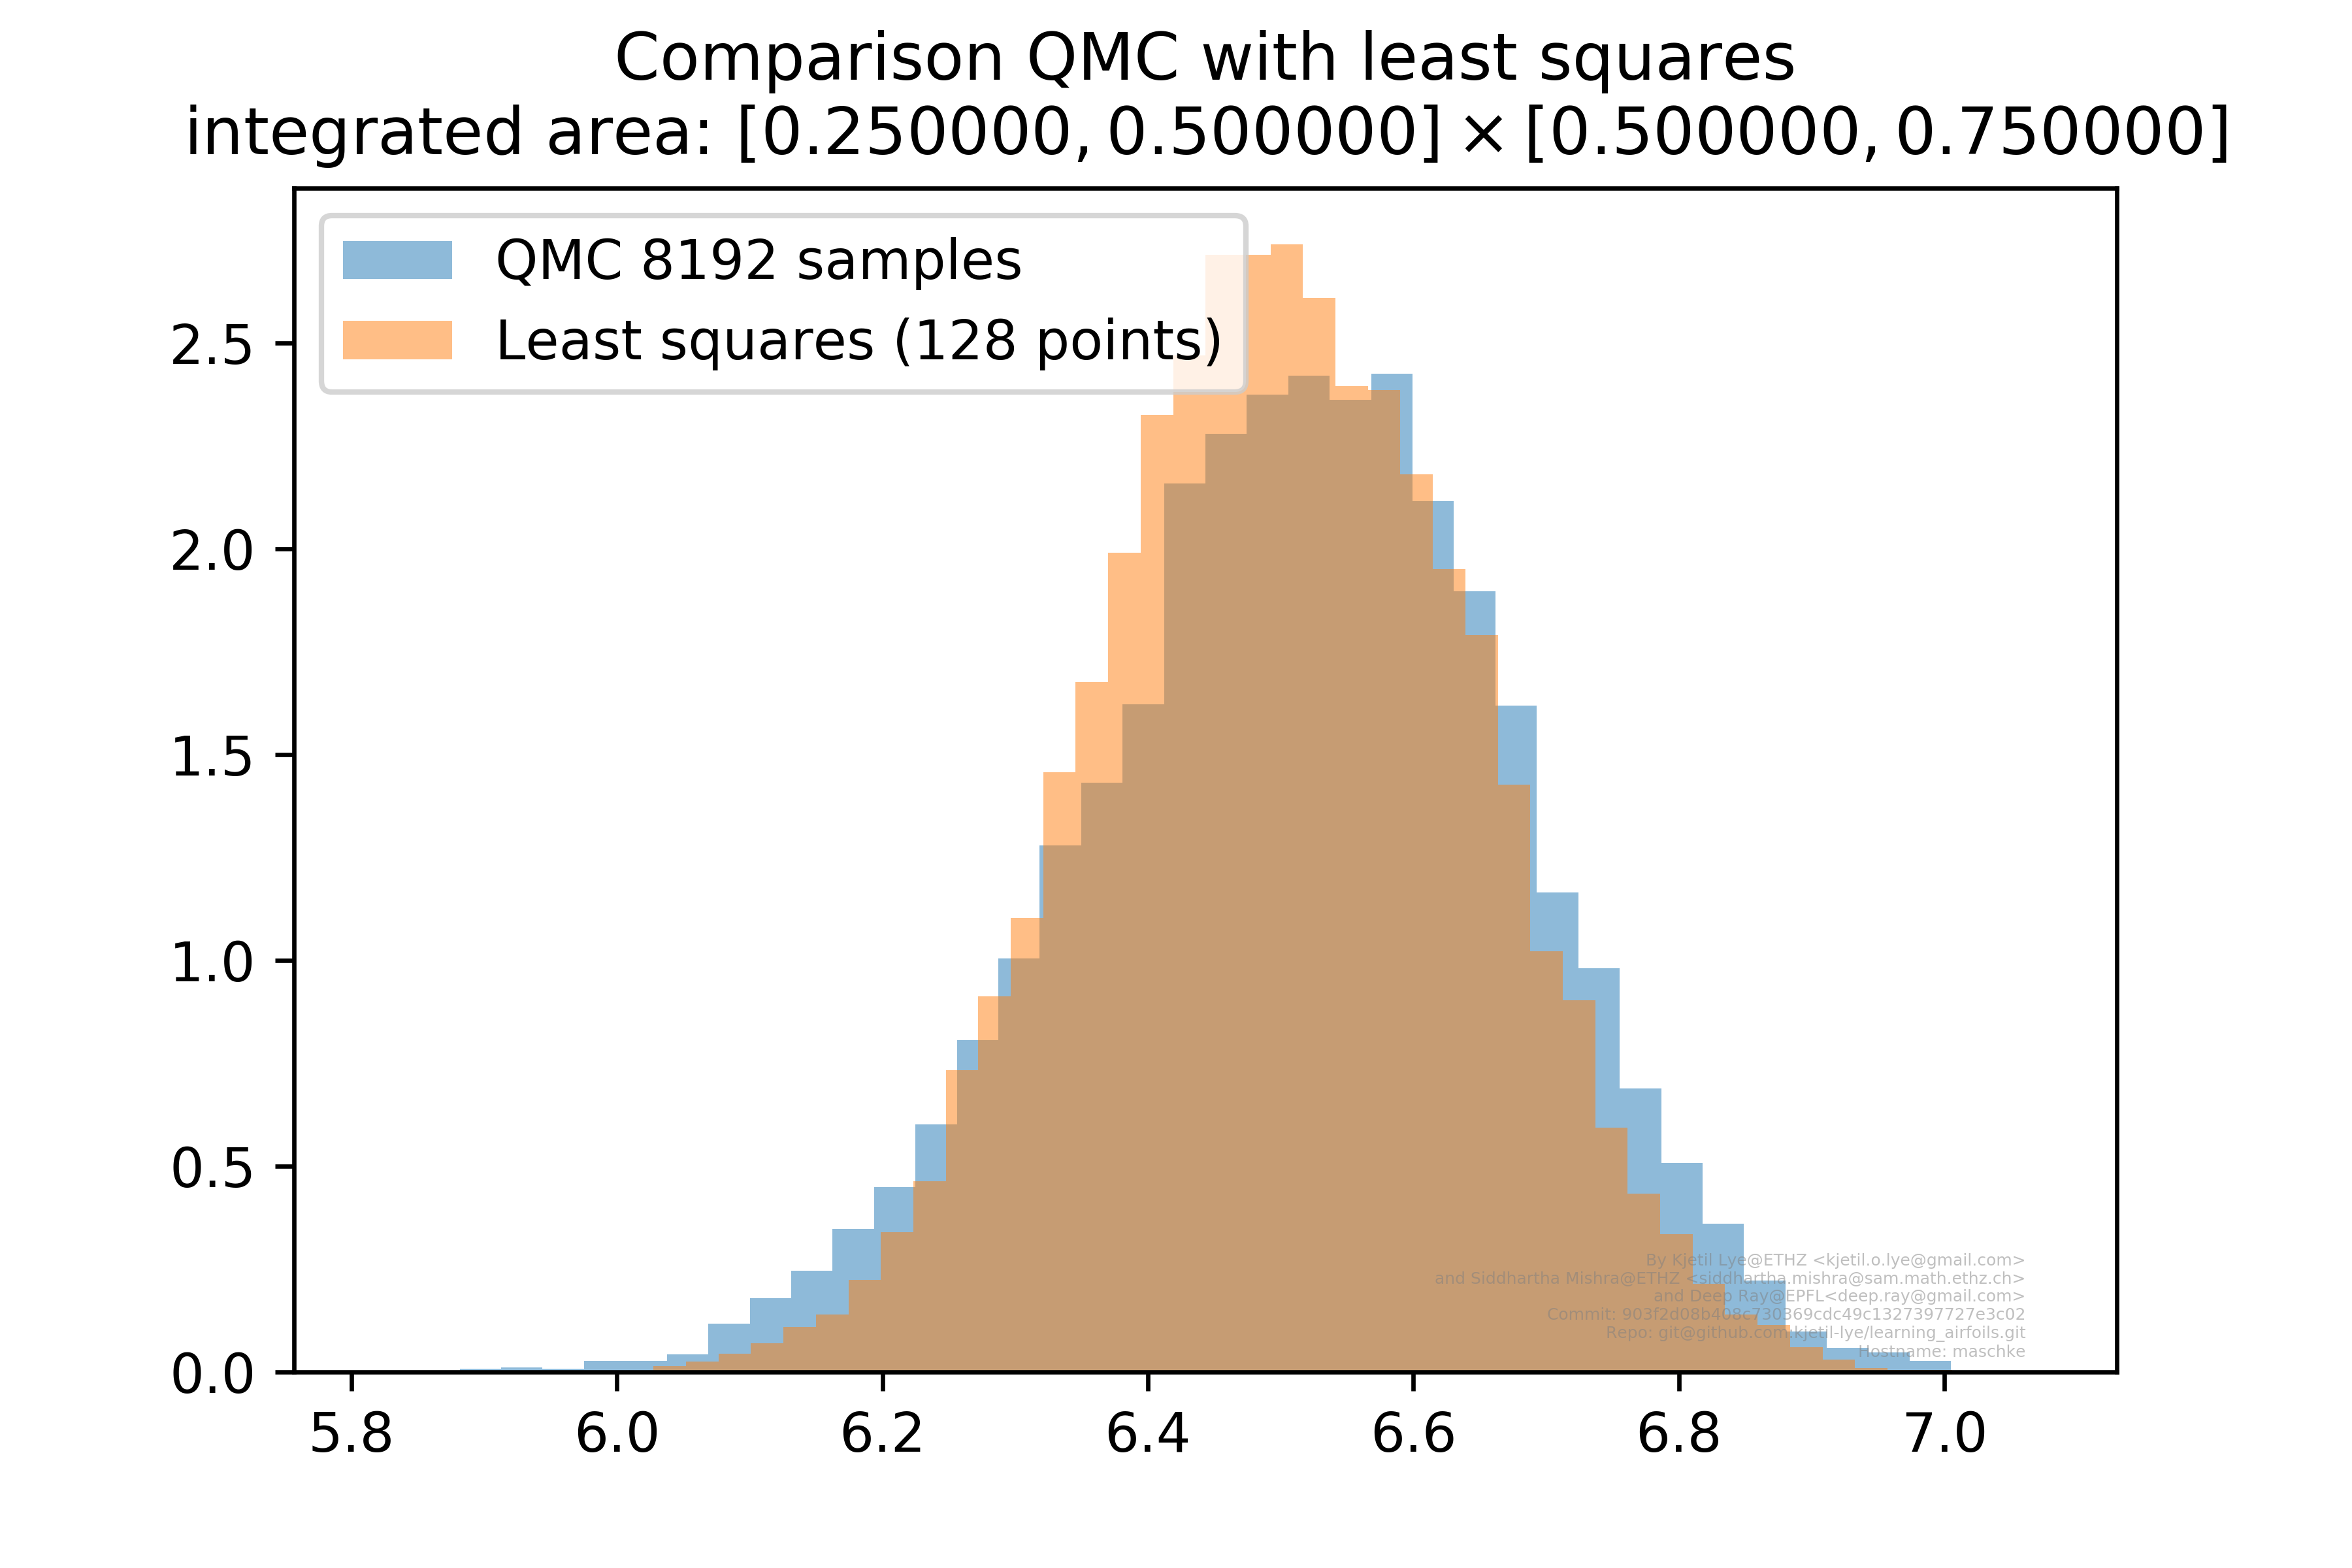 Comparison QMC with least squares
integrated area: [0.250000, 0.500000] × [0.500000, 0.750000]
QMC 8192 samples
Least squares (128 points)
2.5
2.0
1.5
1.0
0.5
0.0
5.8 6.0 6.2 6.4 6.6 6.8 7.0
By Kjetil Lye@ETHZ <kjetil.o.lye@gmail.com>
and Siddhartha Mishra@ETHZ <siddhartha.mishra@sam.math.ethz.ch>
and Deep Ray@EPFL<deep.ray@gmail.com>
Commit: 903f2d08b408c730369cdc49c1327397727e3c02
Repo: git@github.com:kjetil-lye/learning_airfoils.git
Hostname: maschke